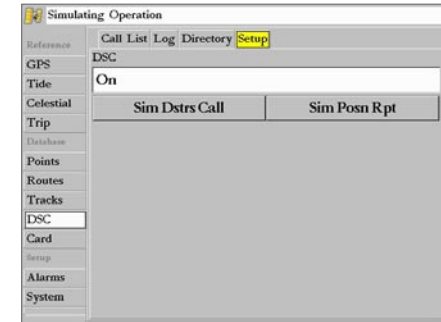 Simulating Operation
Call List Log Directory Setup
Reference
DSC
GPS
On
Tide
Celestial
Sim Dstrs Call Sim Posn Rpt
Trip
Database
Points
Routes
Tracks
DSC
Card
Setup
Alarms
System